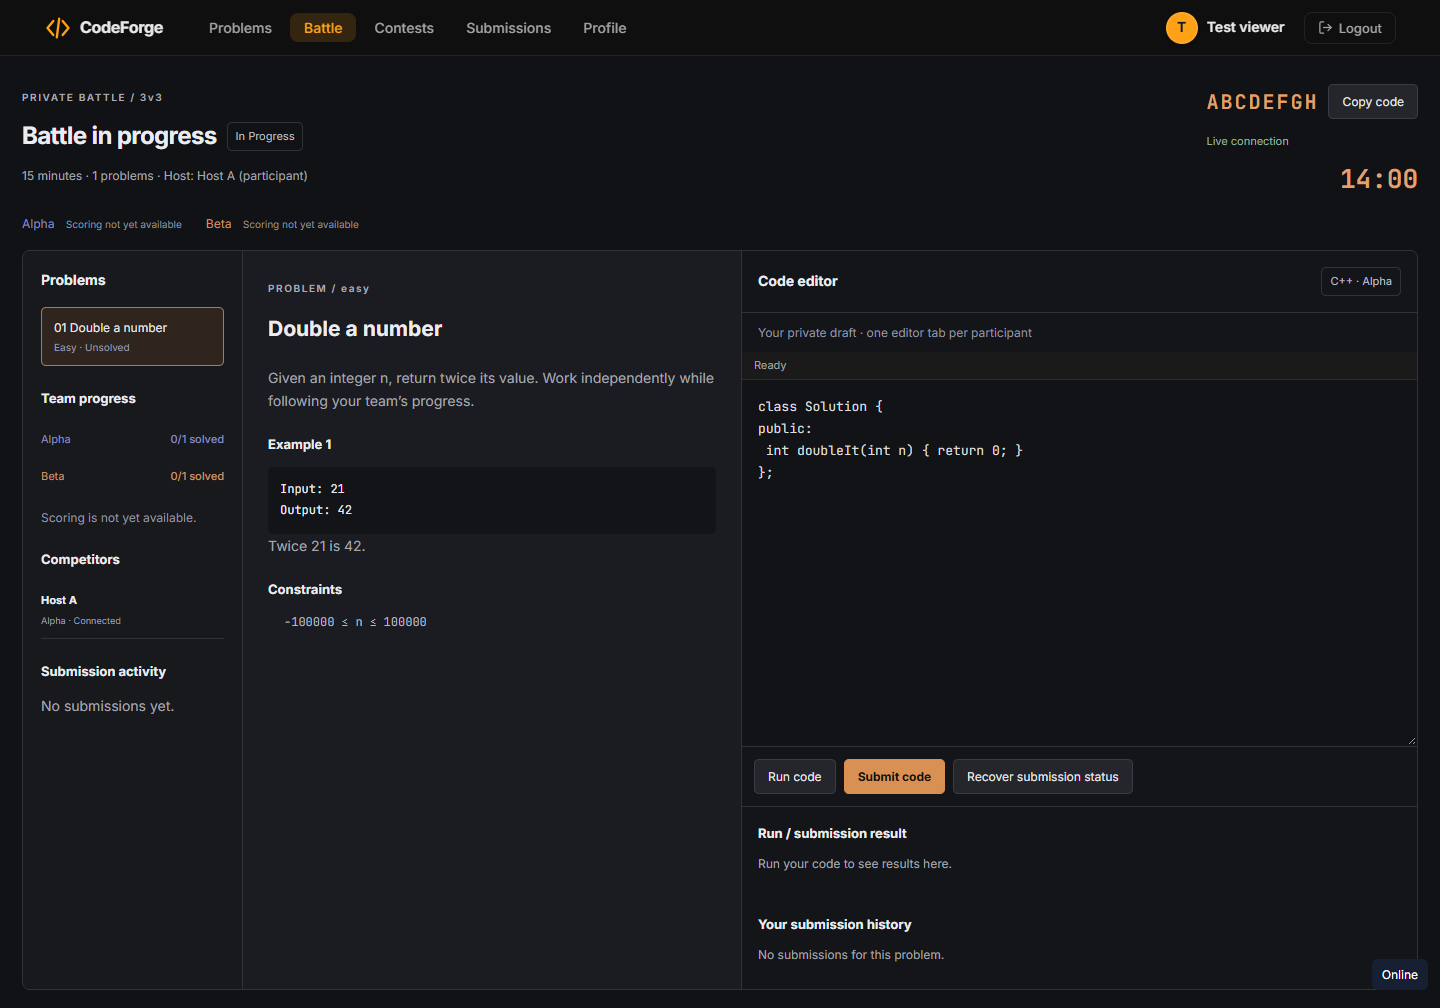 CodeForge
Problems
Battle
Contests
Submissions
Profile
T
Test viewer
Logout
PRIVATE BATTLE / 3v3
Battle in progress
In Progress
15 minutes · 1 problems · Host: Host A (participant)
ABCDEFGH
Copy code
Live connection
14:00
Alpha Scoring not yet available
Beta Scoring not yet available
Problems
01 Double a number
Easy · Unsolved
Team progress
Alpha 0/1 solved
Beta 0/1 solved
Scoring is not yet available.
Competitors
Host A
Alpha · Connected
Submission activity
No submissions yet.
PROBLEM / easy
Double a number
Given an integer n, return twice its value. Work independently while
following your team’s progress.
Example 1
Input: 21
Output: 42
Twice 21 is 42.
Constraints
-100000 ≤ n ≤ 100000
Code editor
C++ · Alpha
Your private draft · one editor tab per participant
Ready
class Solution {
public:
 int doubleIt(int n) { return 0; }
};
Run code
Submit code
Recover submission status
Run / submission result
Run your code to see results here.
Your submission history
No submissions for this problem.
Online